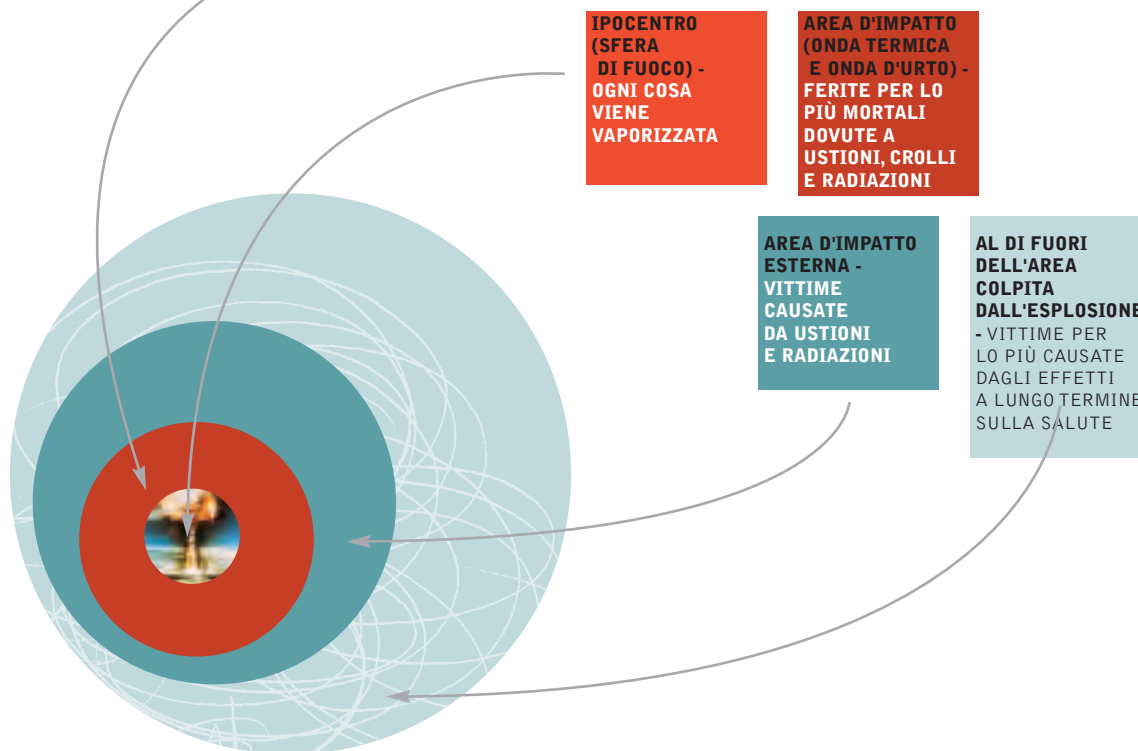 IPOCENTRO
(SFERA
DI FUOCO) -
OGNI COSA
VIENE
VAPORIZZATA
AREA D'IMPATTO
(ONDA TERMICA
E ONDA D'URTO) -
FERITE PER LO
PIÙ MORTALI
DOVUTE A
USTIONI, CROLLI
E RADIAZIONI
AREA D'IMPATTO
ESTERNA -
VITTIME
CAUSATE
DA USTIONI
E RADIAZIONI
AL DI FUORI
DELL'AREA
COLPITA
DALL'ESPLOSIONE
- VITTIME PER
LO PIÙ CAUSATE
DAGLI EFFETTI
A LUNGO TERMINE
SULLA SALUTE